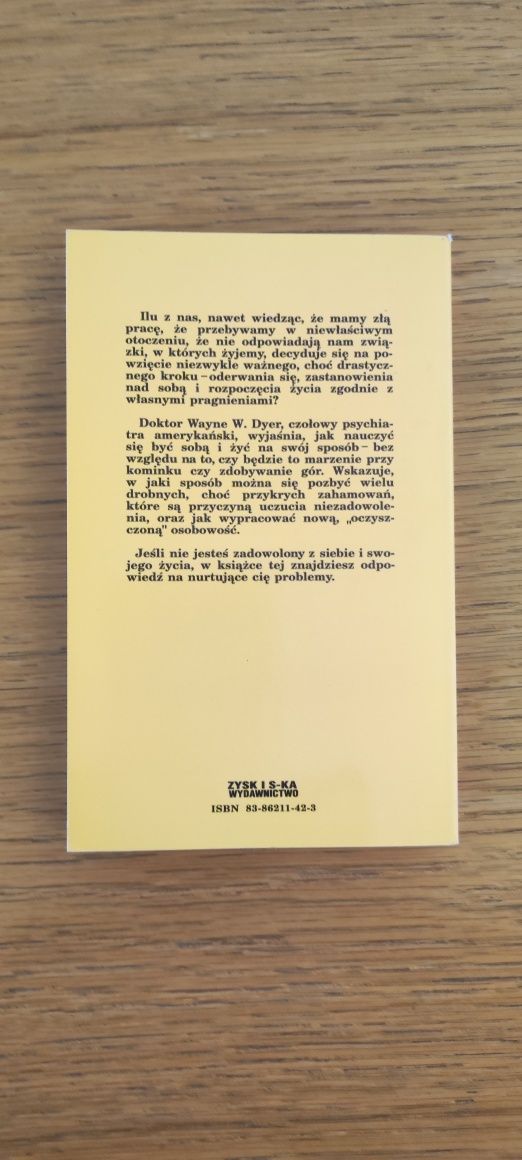 Ilu z nas, nawet wiedząc, że mamy złą
pracę, że przebywamy w niewłaściwym
otoczeniu, że nie odpowiadają nam zwią-
zki, w których żyjemy, decyduje się na po-
wzięcie niezwykle ważnego, choć drastycz-
nego kroku – oderwania się, zastanowienia
nad sobą i rozpoczęcia życia zgodnie z
własnymi pragnieniami?
Doktor Wayne W. Dyer, czołowy psychia-
tra amerykański, wyjaśnia, jak nauczyć
się być sobą i żyć na swój sposób – bez
względu na to, czy będzie to marzenie przy
kominku czy zdobywanie gór. Wskazuje,
w jaki sposób można się pozbyć wielu
drobnych, choć przykrych zahamowań,
które są przyczyną uczucia niezadowole-
nia, oraz jak wypracować nową, „oczysz-
czoną" osobowość.
Jeśli nie jesteś zadowolony z siebie i swo-
jego życia, w książce tej znajdziesz odpo-
wiedź na nurtujące cię problemy.
ZYSK I S-KA
WYDAWNICTWO
ISBN 83-86211-42-3